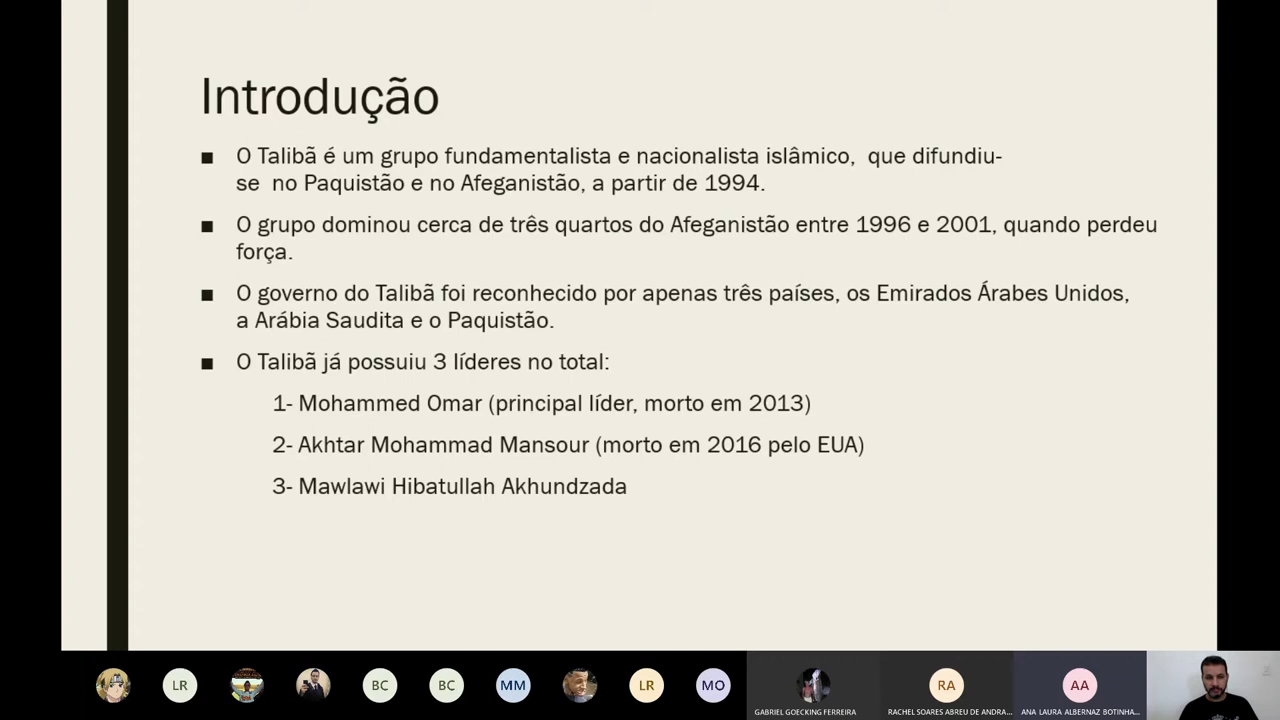 Introdução
■ O Talibã é um grupo fundamentalista e nacionalista islâmico,  que difundiu-
se  no Paquistão e no Afeganistão, a partir de 1994.
■ O grupo dominou cerca de três quartos do Afeganistão entre 1996 e 2001, quando perdeu
força.
■ O governo do Talibã foi reconhecido por apenas três países, os Emirados Árabes Unidos,
a Arábia Saudita e o Paquistão.
■ O Talibã já possuiu 3 líderes no total:
1- Mohammed Omar (principal líder, morto em 2013)
2- Akhtar Mohammad Mansour (morto em 2016 pelo EUA)
3- Mawlawi Hibatullah Akhundzada
LR BC BC MM LR MO RA AA
GABRIEL GOECKING FERREIRA RACHEL SOARES ABREU DE ANDRA... ANA LAURA ALBERNAZ BOTINHA...